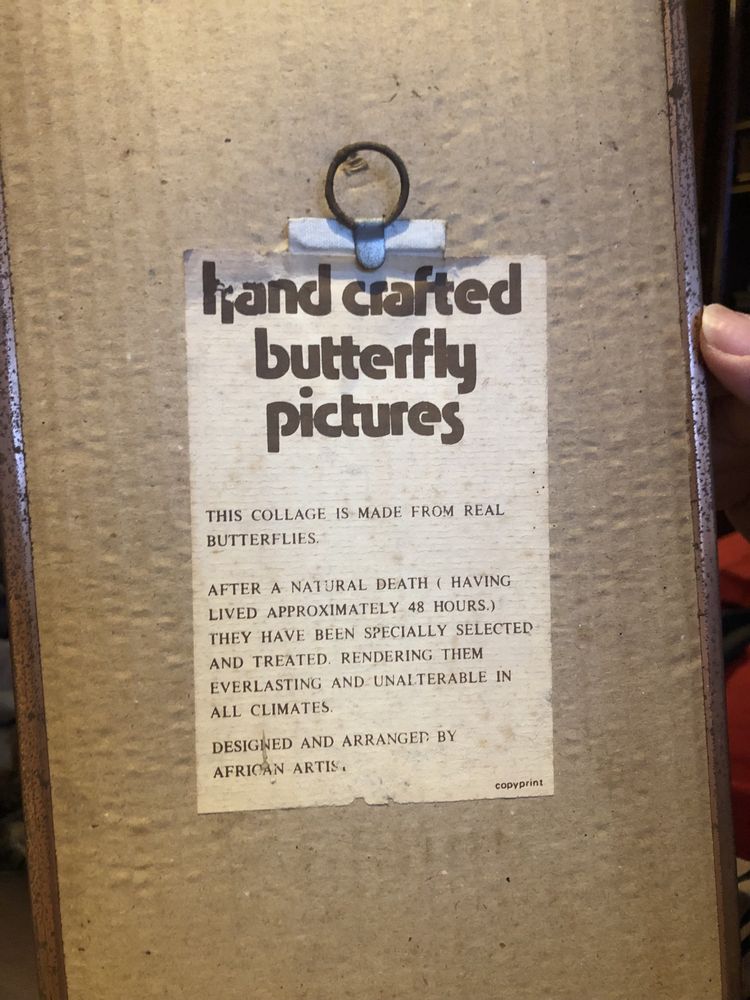 hand crafted
butterfly
pictures
THIS COLLAGE IS MADE FROM REAL
BUTTERFLIES.
AFTER A NATURAL DEATH ( HAVING
LIVED APPROXIMATELY 48 HOURS.)
THEY HAVE BEEN SPECIALLY SELECTED
AND TREATED. RENDERING THEM
EVERLASTING AND UNALTERABLE IN
ALL CLIMATES.
DESIGNED AND ARRANGED BY
AFRICAN
copyprint